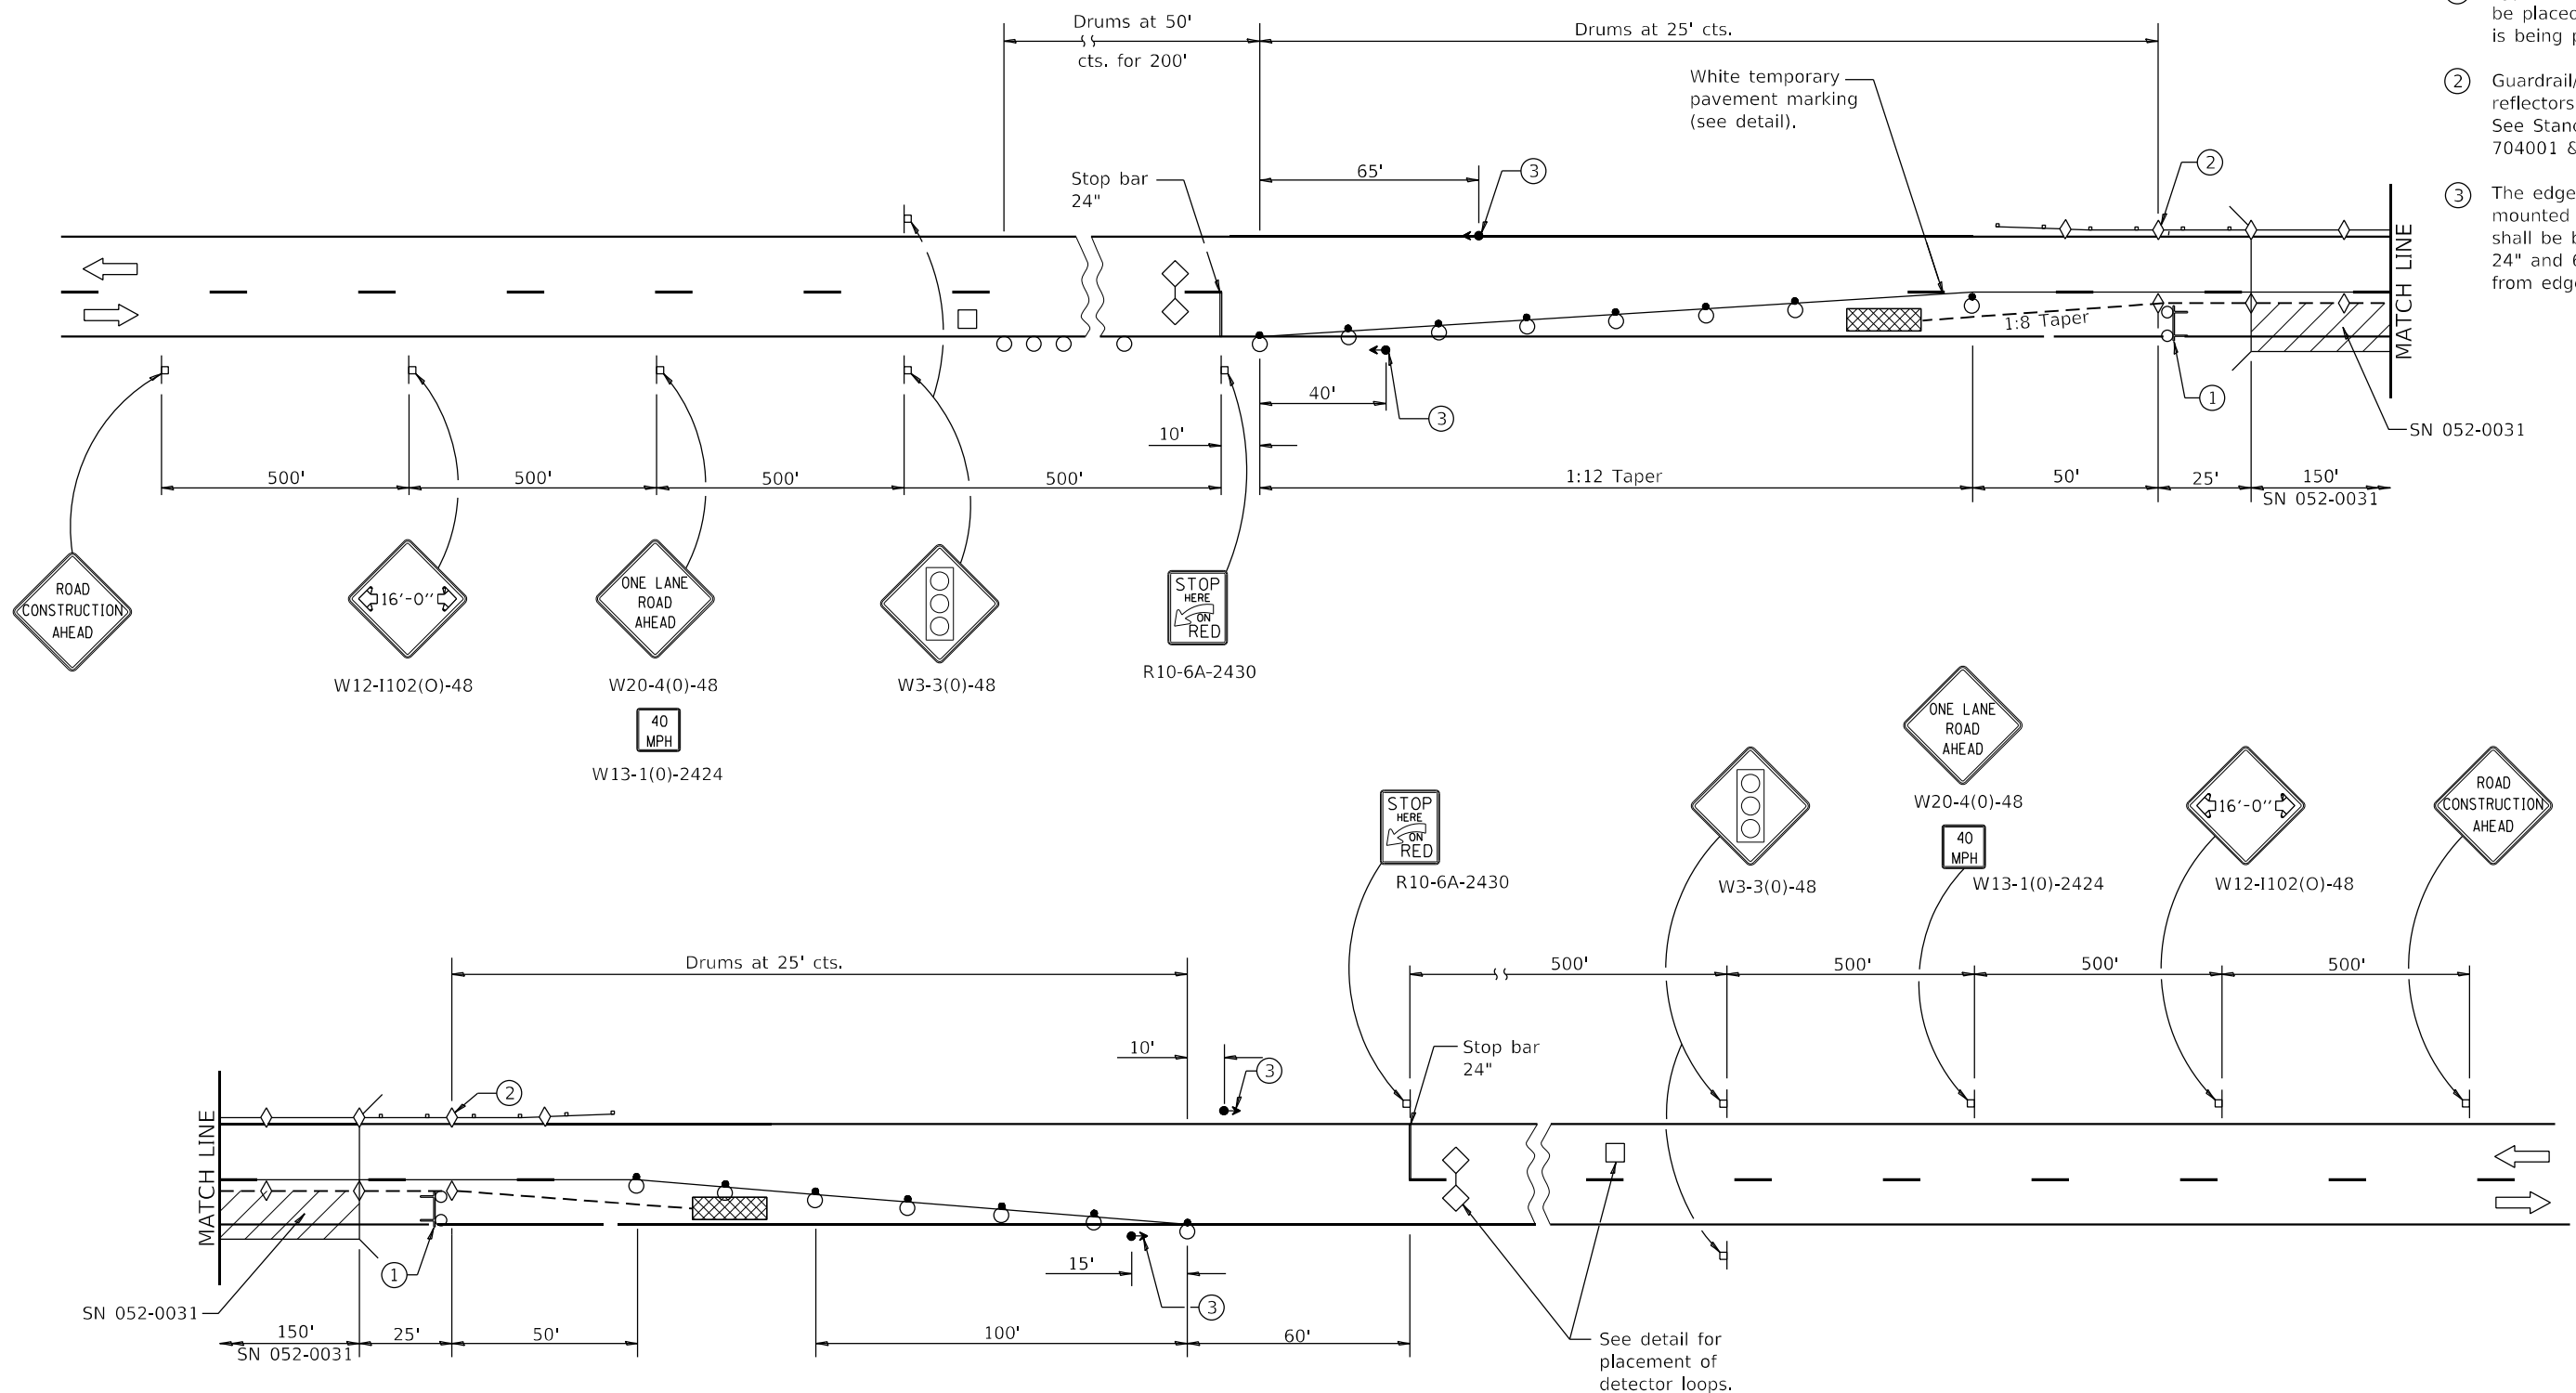 Drums at 50'
cts. for 200'
Drums at 25' cts.
White temporary
pavement marking
(see detail).
be placed
is being
2
Guardrail/
reflectors
See
704001 &
3
The edge
mounted
shall be
24" and
from
Stop bar
24"
65'
3
2
MATCH LINE
1:8 Taper
40'
3
1
SN 052-0031
10'
500'
500'
500'
500'
1:12 Taper
50'
25'
150'
SN 052-0031
ROAD
CONSTRUCTION
AHEAD
16'-0"
W12-I102(O)-48
ONE LANE
ROAD
AHEAD
W20-4(0)-48
40
MPH
W13-1(0)-2424
W3-3(0)-48
STOP
HERE
ON
RED
R10-6A-2430
STOP
HERE
ON
RED
R10-6A-2430
W3-3(0)-48
ONE LANE
ROAD
AHEAD
W20-4(0)-48
40
MPH
W13-1(0)-2424
16'-0"
W12-I102(O)-48
ROAD
CONSTRUCTION
AHEAD
Drums at 25' cts.
500'
500'
500'
500'
10'
3
Stop bar
24"
2
MATCH LINE
1
15'
3
SN 052-0031
150'
SN 052-0031
25'
50'
100'
60'
See detail for
placement of
detector loops.